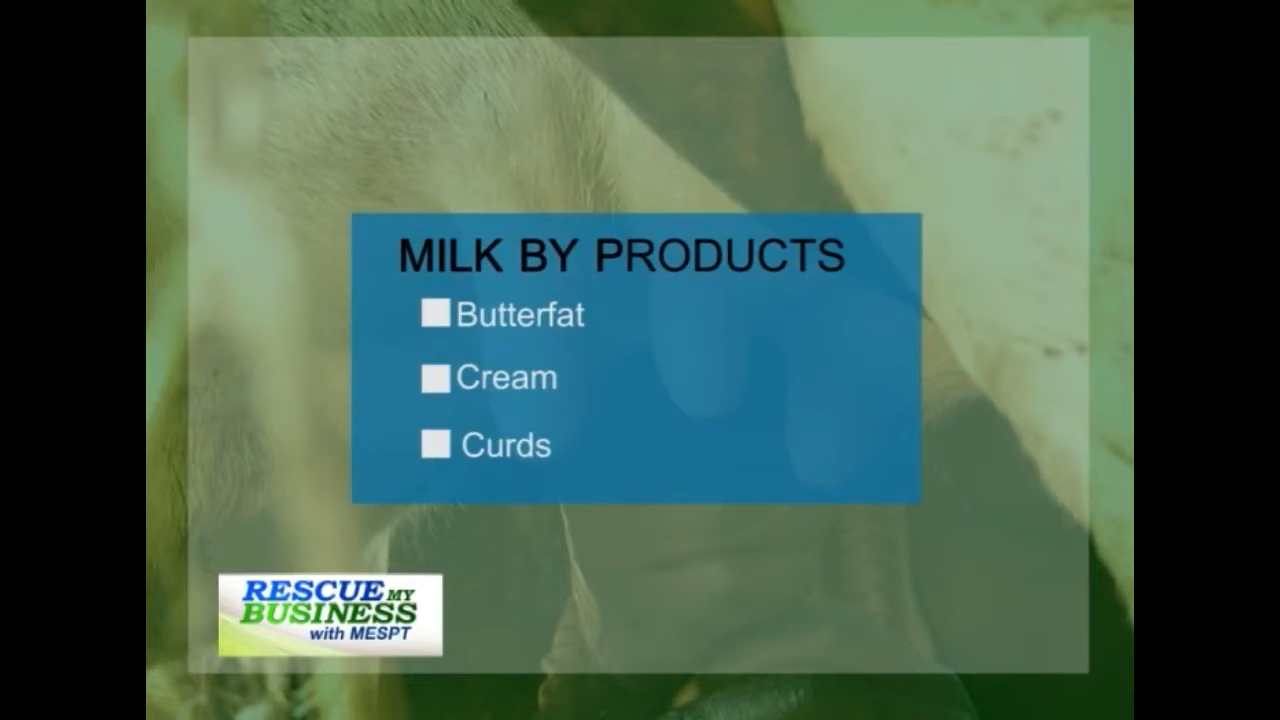 MILK BY PRODUCTS
Butterfat
Cream
Curds
RESCUE MY
BUSINESS
with MESPT